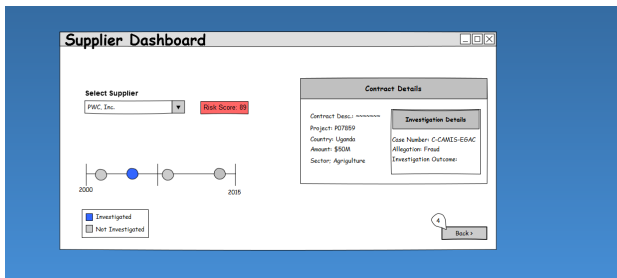 Supplier Dashboard
Select Supplier
PWC, Inc.
Risk Score: 89
2000
2015
Investigated
Not Investigated
Contract Details
Contract Desc.: ~~~~~~~
Project: P07859
Country: Uganda
Amount: $50M
Sector: Agrigulture
Investigation Details
Case Number: C-CAMIS-EGAC
Allegation: Fraud
Investigation Outcome:
4
Back >